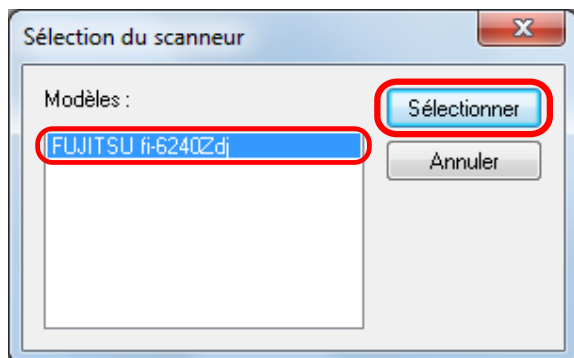 Sélection du scanneur
Modèles :
FUJITSU fi-6240Zdj
Sélectionner
Annuler